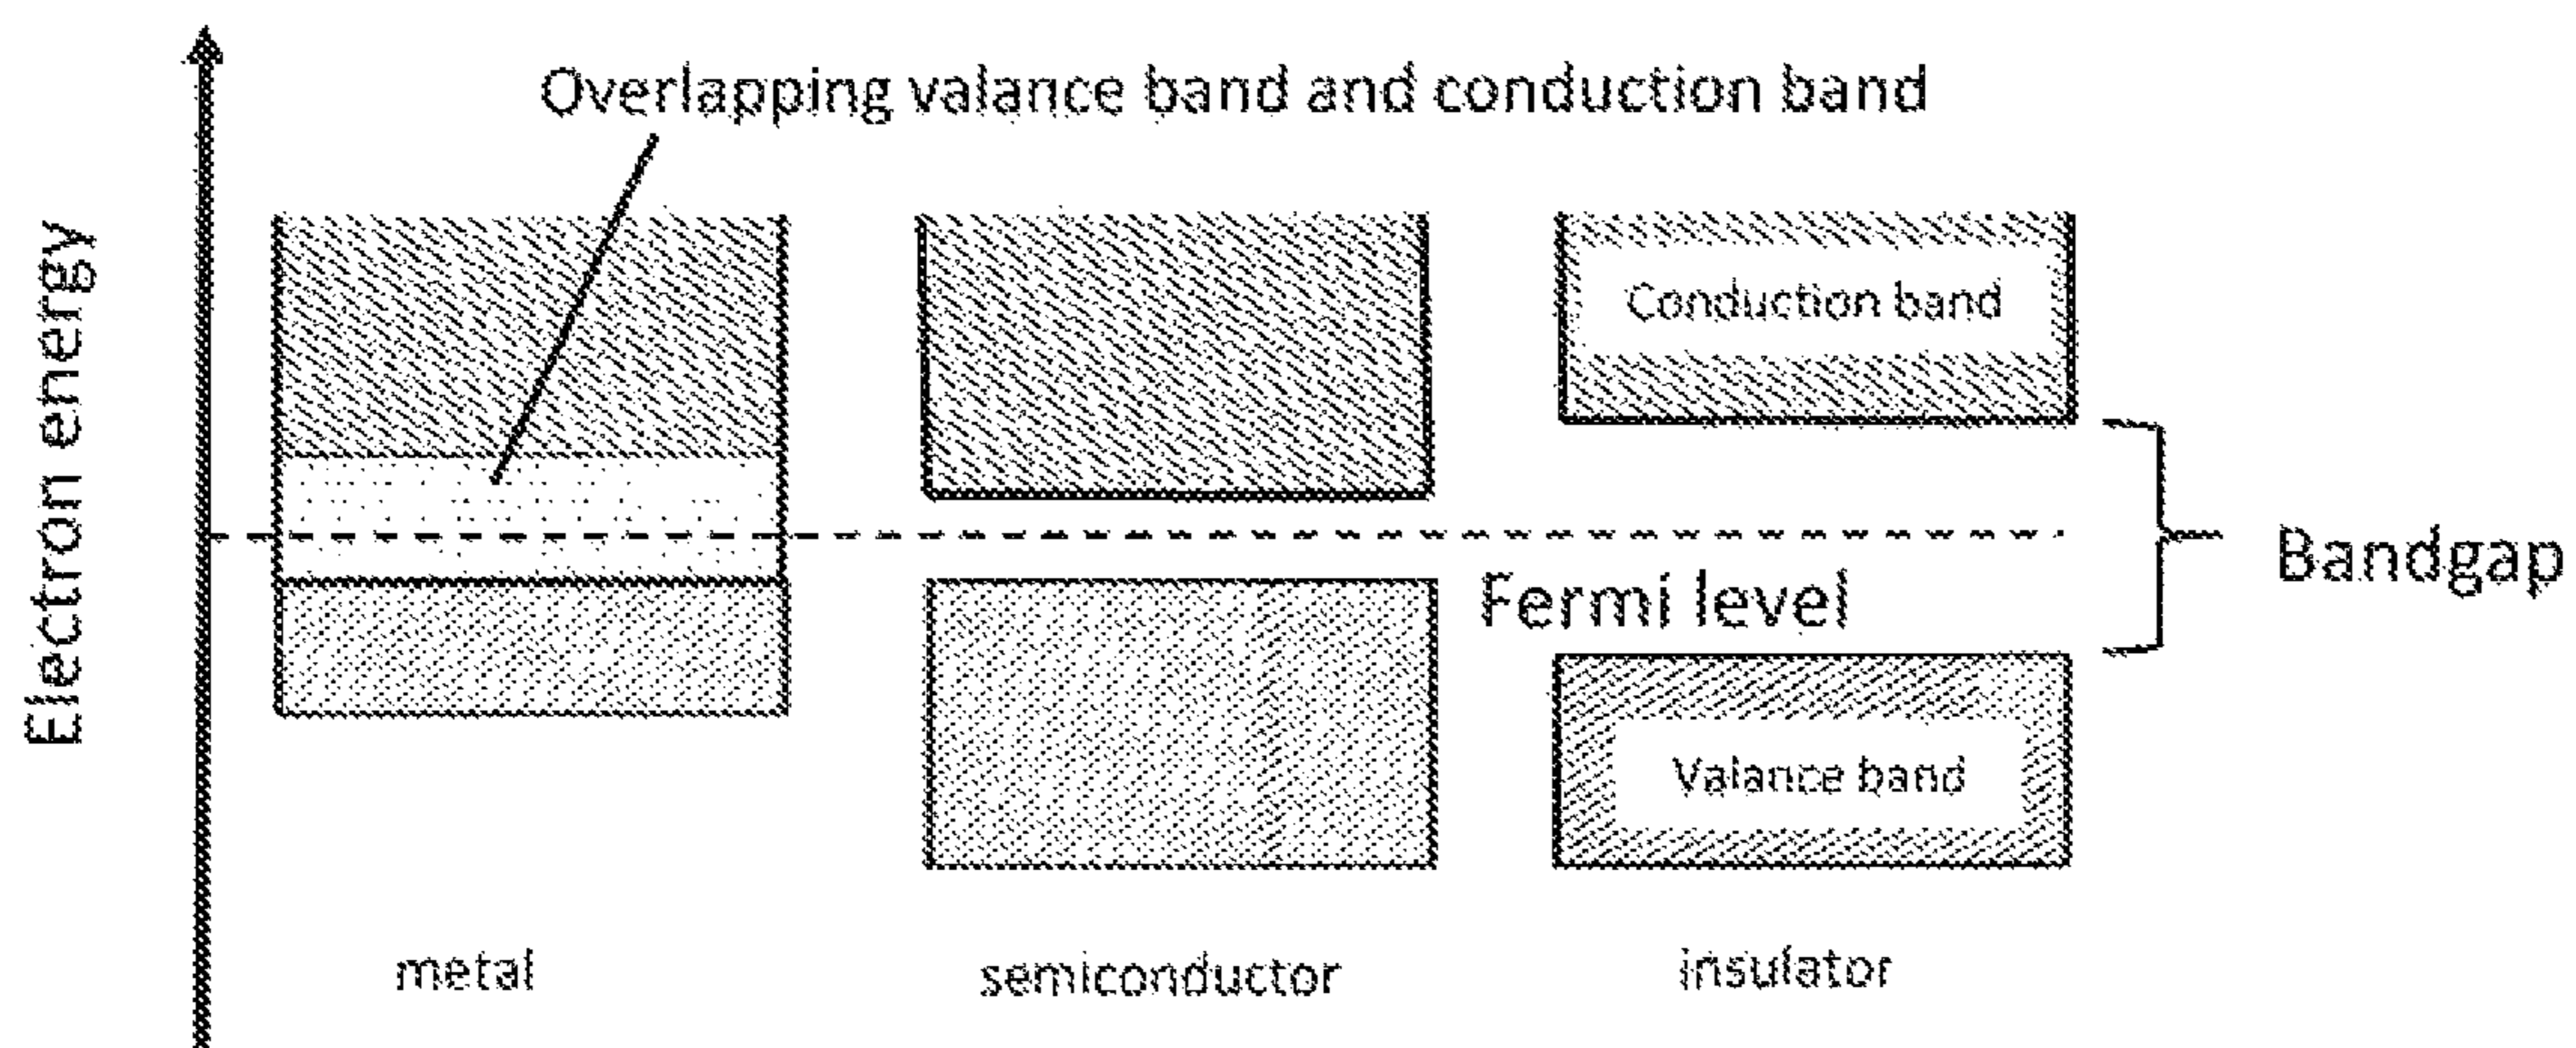 Overlapping valance band and conduction band
Electron energy
Conduction band
Bandgap
Fermi level
Valance band
metal
semiconductor
insulator